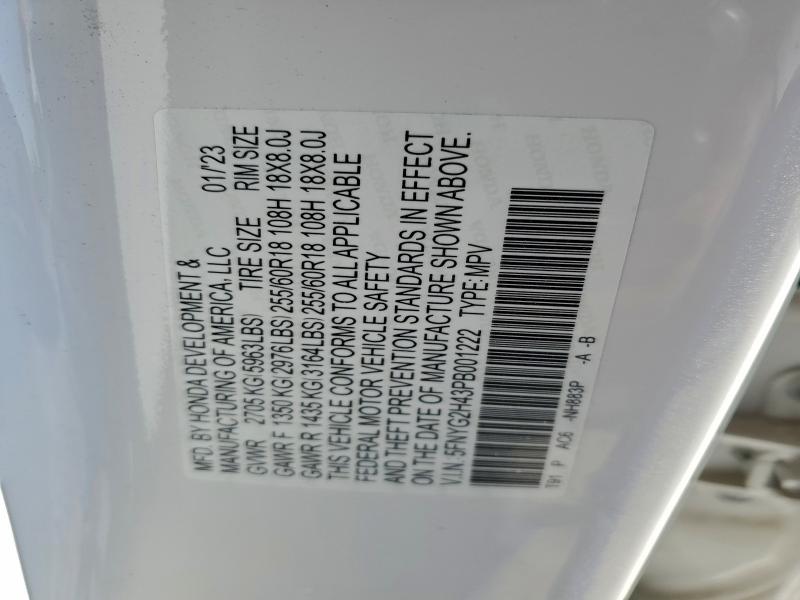 MFD. BY HONDA DEVELOPMENT &
MANUFACTURING OF AMERICA, LLC 01/'23
GVWR 2705 KG(5963LBS) TIRE SIZE RIM SIZE
GAWR F 1350 KG(2976LBS) 255/60R18 108H 18X8.0J
GAWR R 1435 KG(3164LBS) 255/60R18 108H 18X8.0J
THIS VEHICLE CONFORMS TO ALL APPLICABLE
FEDERAL MOTOR VEHICLE SAFETY
AND THEFT PREVENTION STANDARDS IN EFFECT
ON THE DATE OF MANUFACTURE SHOWN ABOVE.
V.I.N.: 5FNYG2H43PB001222 TYPE: MPV
T91 P AC6 -NH883P -A -B